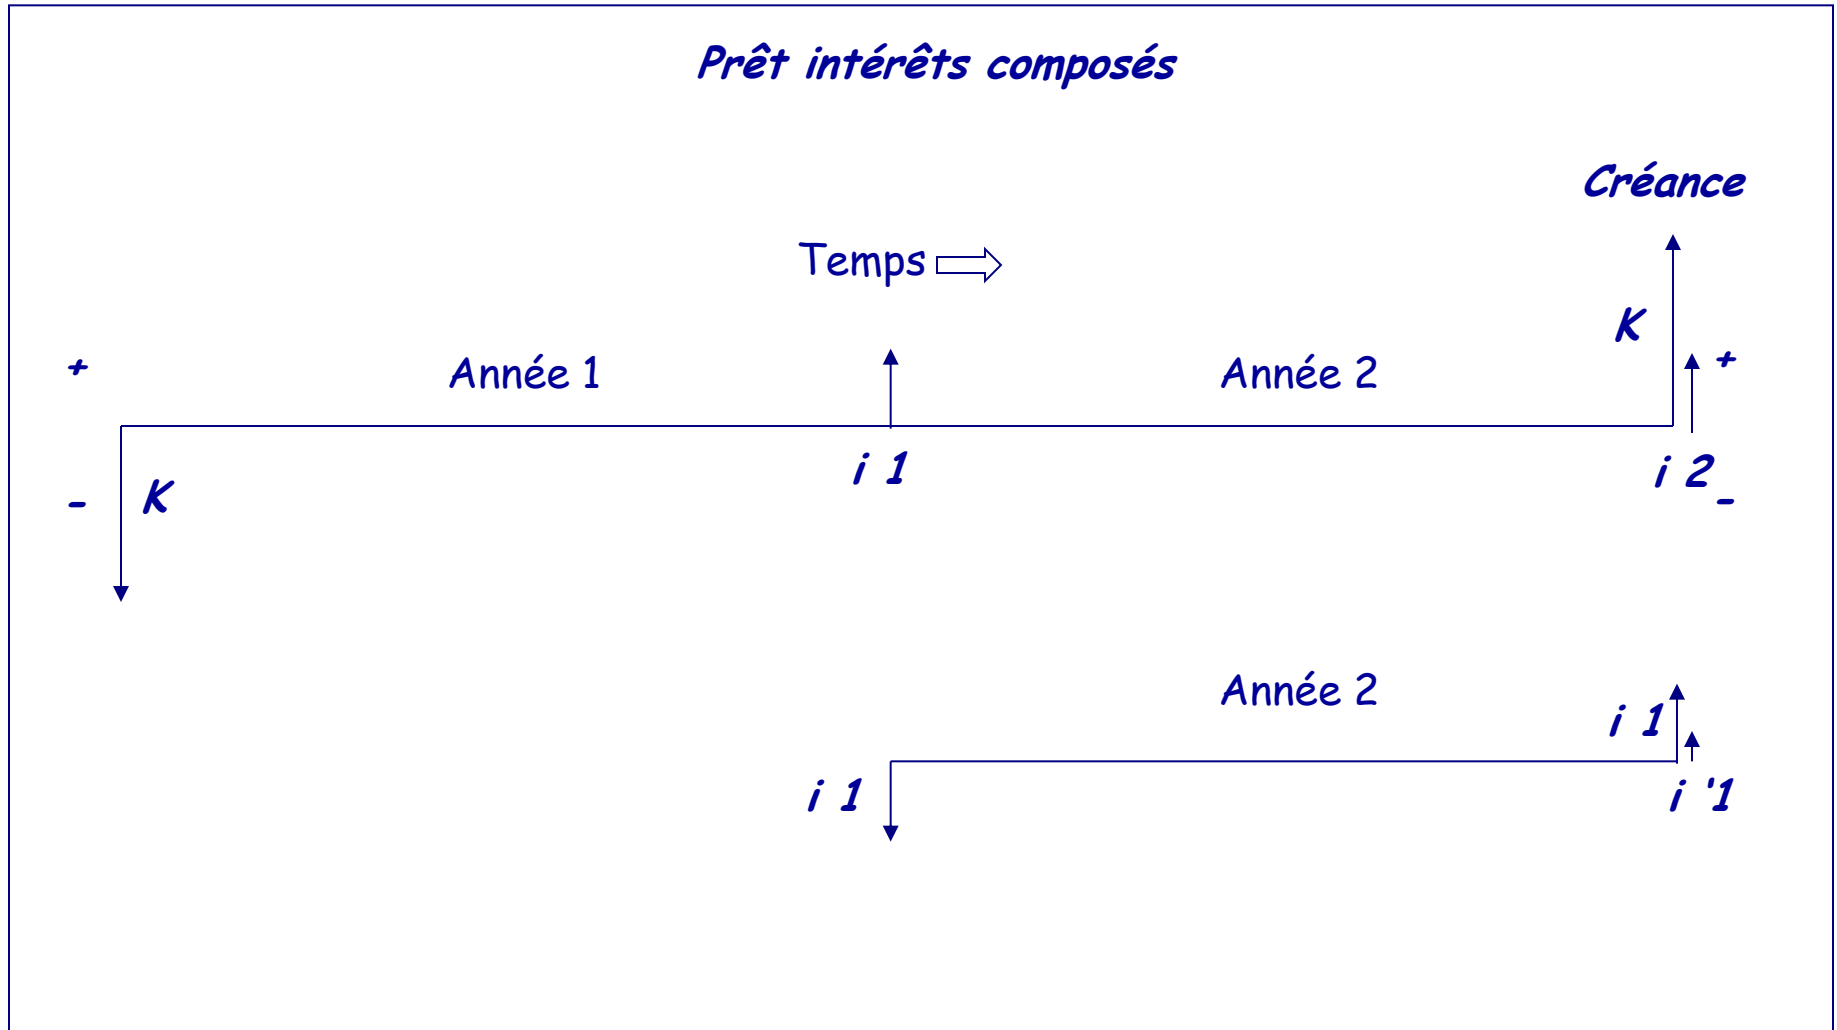 Prêt intérêts composés
Créance
Temps
K
+ Année 1 Année 2 +
i 1 i 2
- K -
Année 2
i 1
i 1 i '1